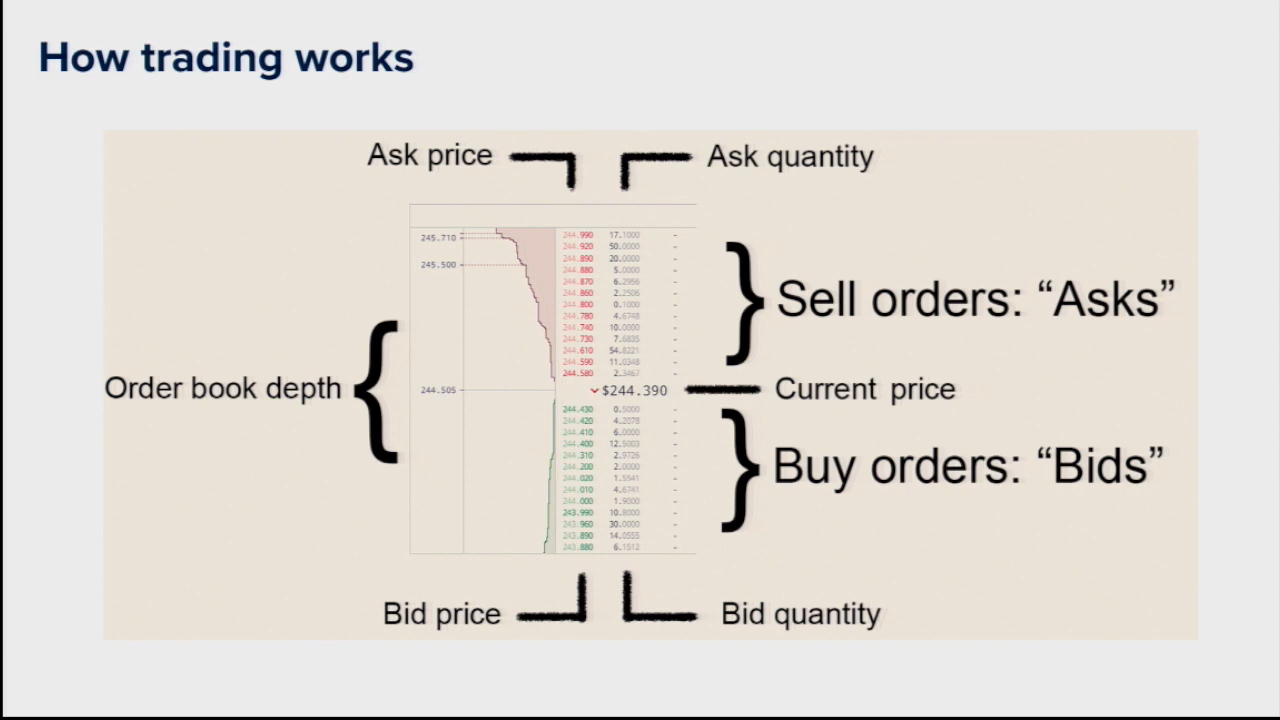 How trading works
Ask price
Ask quantity
245.710
245.500
244.505
244.990 17.1000 -
244.920 50.0000 -
244.890 20.0000 -
244.880 5.0000 -
244.870 6.2956 -
244.860 2.2506 -
244.800 0.1000 -
244.780 4.6748 -
244.740 10.0000 -
244.730 7.6835 -
244.610 54.8221 -
244.590 11.0348 -
244.580 2.3467 -
$244.390
244.430 0.5000 -
244.420 4.2078 -
244.410 6.0000 -
244.400 12.5003 -
244.310 2.9726 -
244.200 2.0000 -
244.020 1.5541 -
244.010 4.6741 -
244.000 1.9000 -
243.990 10.8000 -
243.960 30.0000 -
243.890 14.0555 -
243.880 6.1512 -
Sell orders: “Asks”
Order book depth
Current price
Buy orders: “Bids”
Bid price
Bid quantity